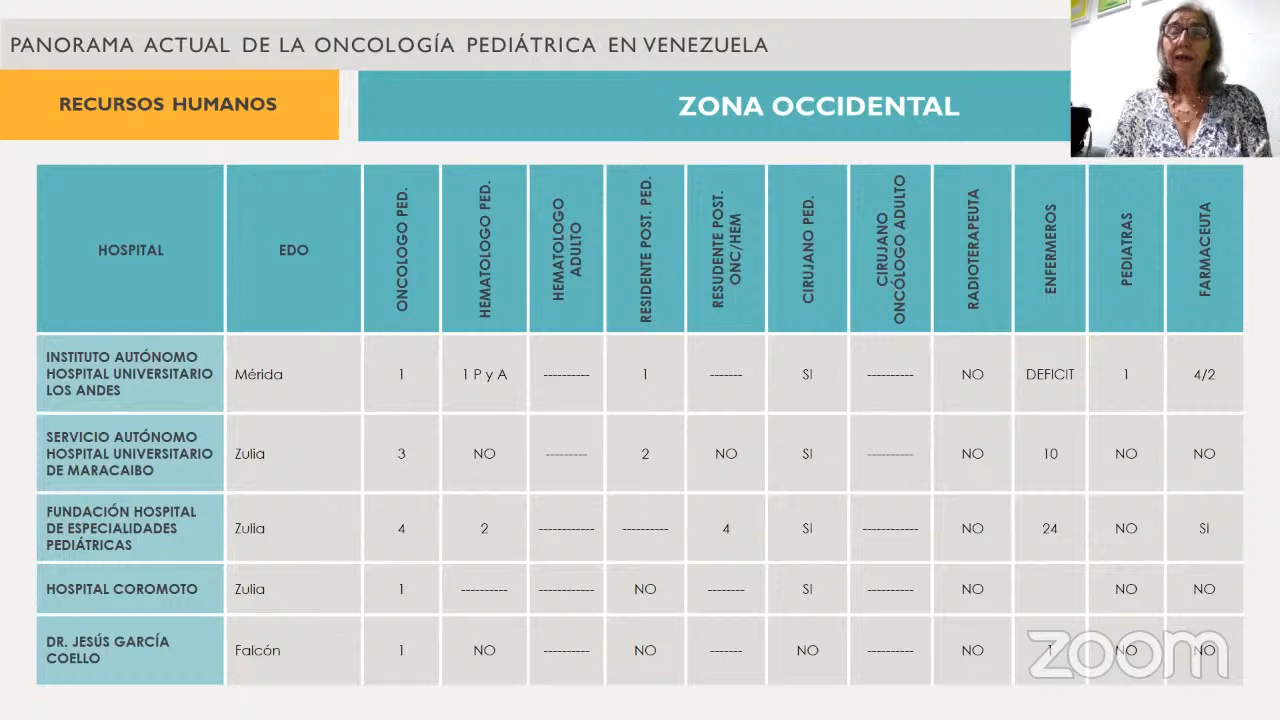 PANORAMA ACTUAL DE LA ONCOLOGÍA PEDIÁTRICA EN VENEZUELA
RECURSOS HUMANOS
ZONA OCCIDENTAL
HOSPITAL
EDO
ONCOLOGO PED.
HEMATOLOGO PED.
HEMATOLOGO
ADULTO
RESIDENTE POST. PED.
RESUDENTE POST.
ONC/HEM
CIRUJANO PED.
CIRUJANO
ONCÓLOGO ADULTO
RADIOTERAPEUTA
ENFERMEROS
PEDIATRAS
FARMACEUTA
INSTITUTO AUTÓNOMO
HOSPITAL UNIVERSITARIO
LOS ANDES
Mérida
1
1 P y A
----------
1
-------
SI
----------
NO
DEFICIT
1
4/2
SERVICIO AUTÓNOMO
HOSPITAL UNIVERSITARIO
DE MARACAIBO
Zulia
3
NO
---------
2
NO
SI
----------
NO
10
NO
NO
FUNDACIÓN HOSPITAL
DE ESPECIALIDADES
PEDIÁTRICAS
Zulia
4
2
------------
----------
4
SI
------------
NO
24
NO
SI
HOSPITAL COROMOTO
Zulia
1
----------
------------
NO
--------
SI
----------
NO
NO
NO
DR. JESÚS GARCÍA
COELLO
Falcón
1
NO
----------
NO
-------
NO
----------
NO
1
NO
NO
zoom